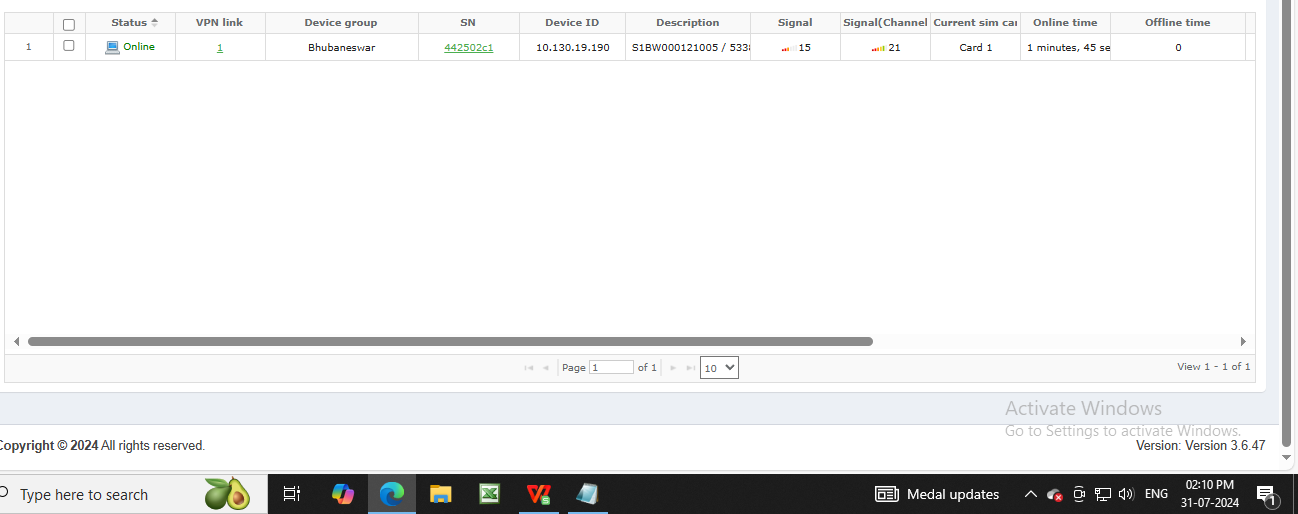 Status VPN link Device group SN Device ID Description Signal Signal(Channel Current sim car Online time Offline time
1 Online 1 Bhubaneswar 442502c1 10.130.19.190 S1BW000121005 / 5338 15 21 Card 1 1 minutes, 45 se 0
Page 1 of 1 10 View 1 - 1 of 1
Activate Windows
Go to Settings to activate Windows.
Copyright © 2024 All rights reserved. Version: Version 3.6.47
Type here to search Medal updates ENG 02:10 PM
31-07-2024 1